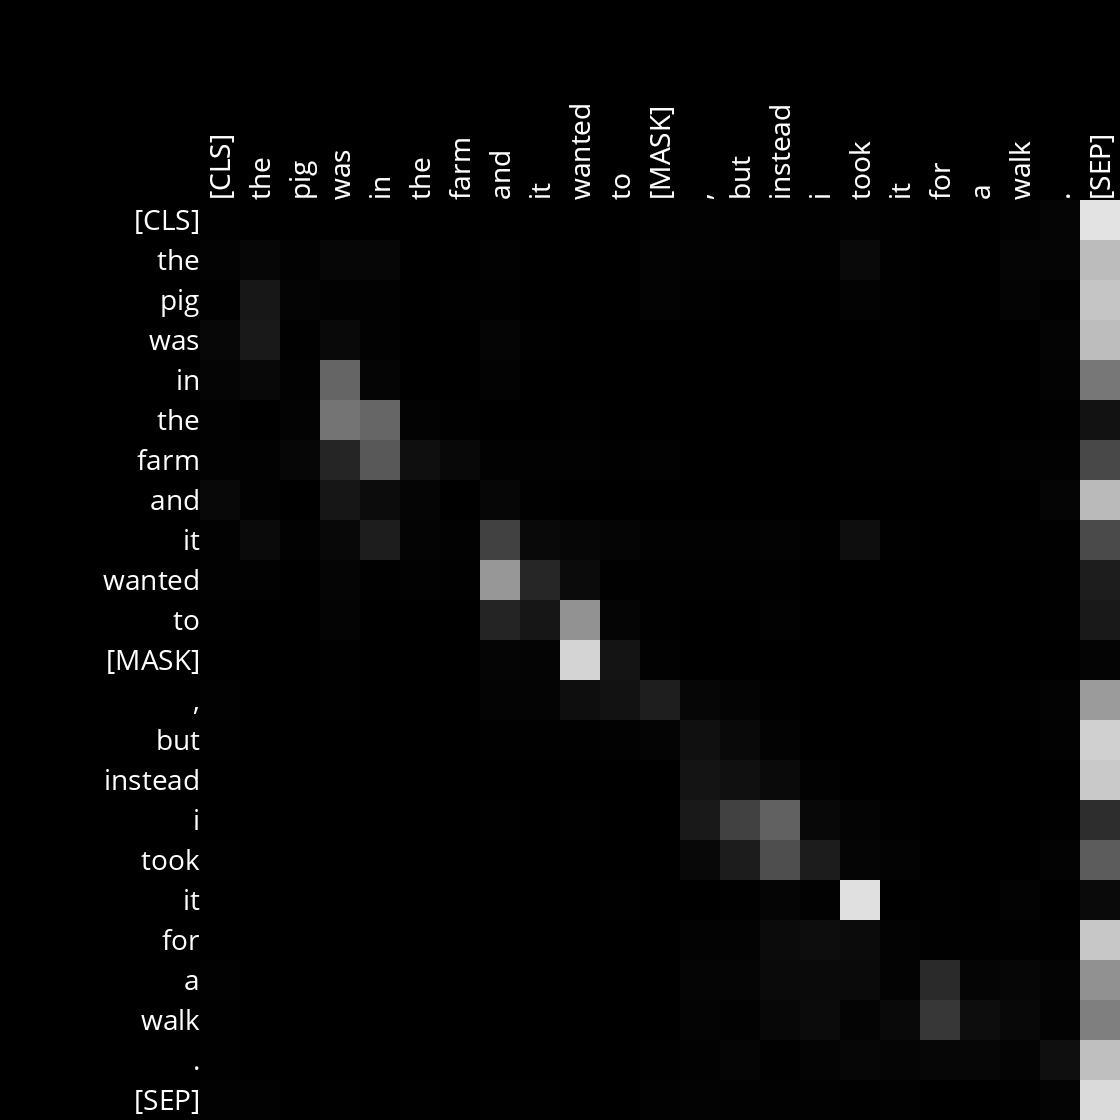 [CLS] the pig was in the farm and it wanted to [MASK] , but instead i took it for a walk . [SEP]
[CLS]
the
pig
was
in
the
farm
and
it
wanted
to
[MASK]
,
but
instead
i
took
it
for
a
walk
.
[SEP]